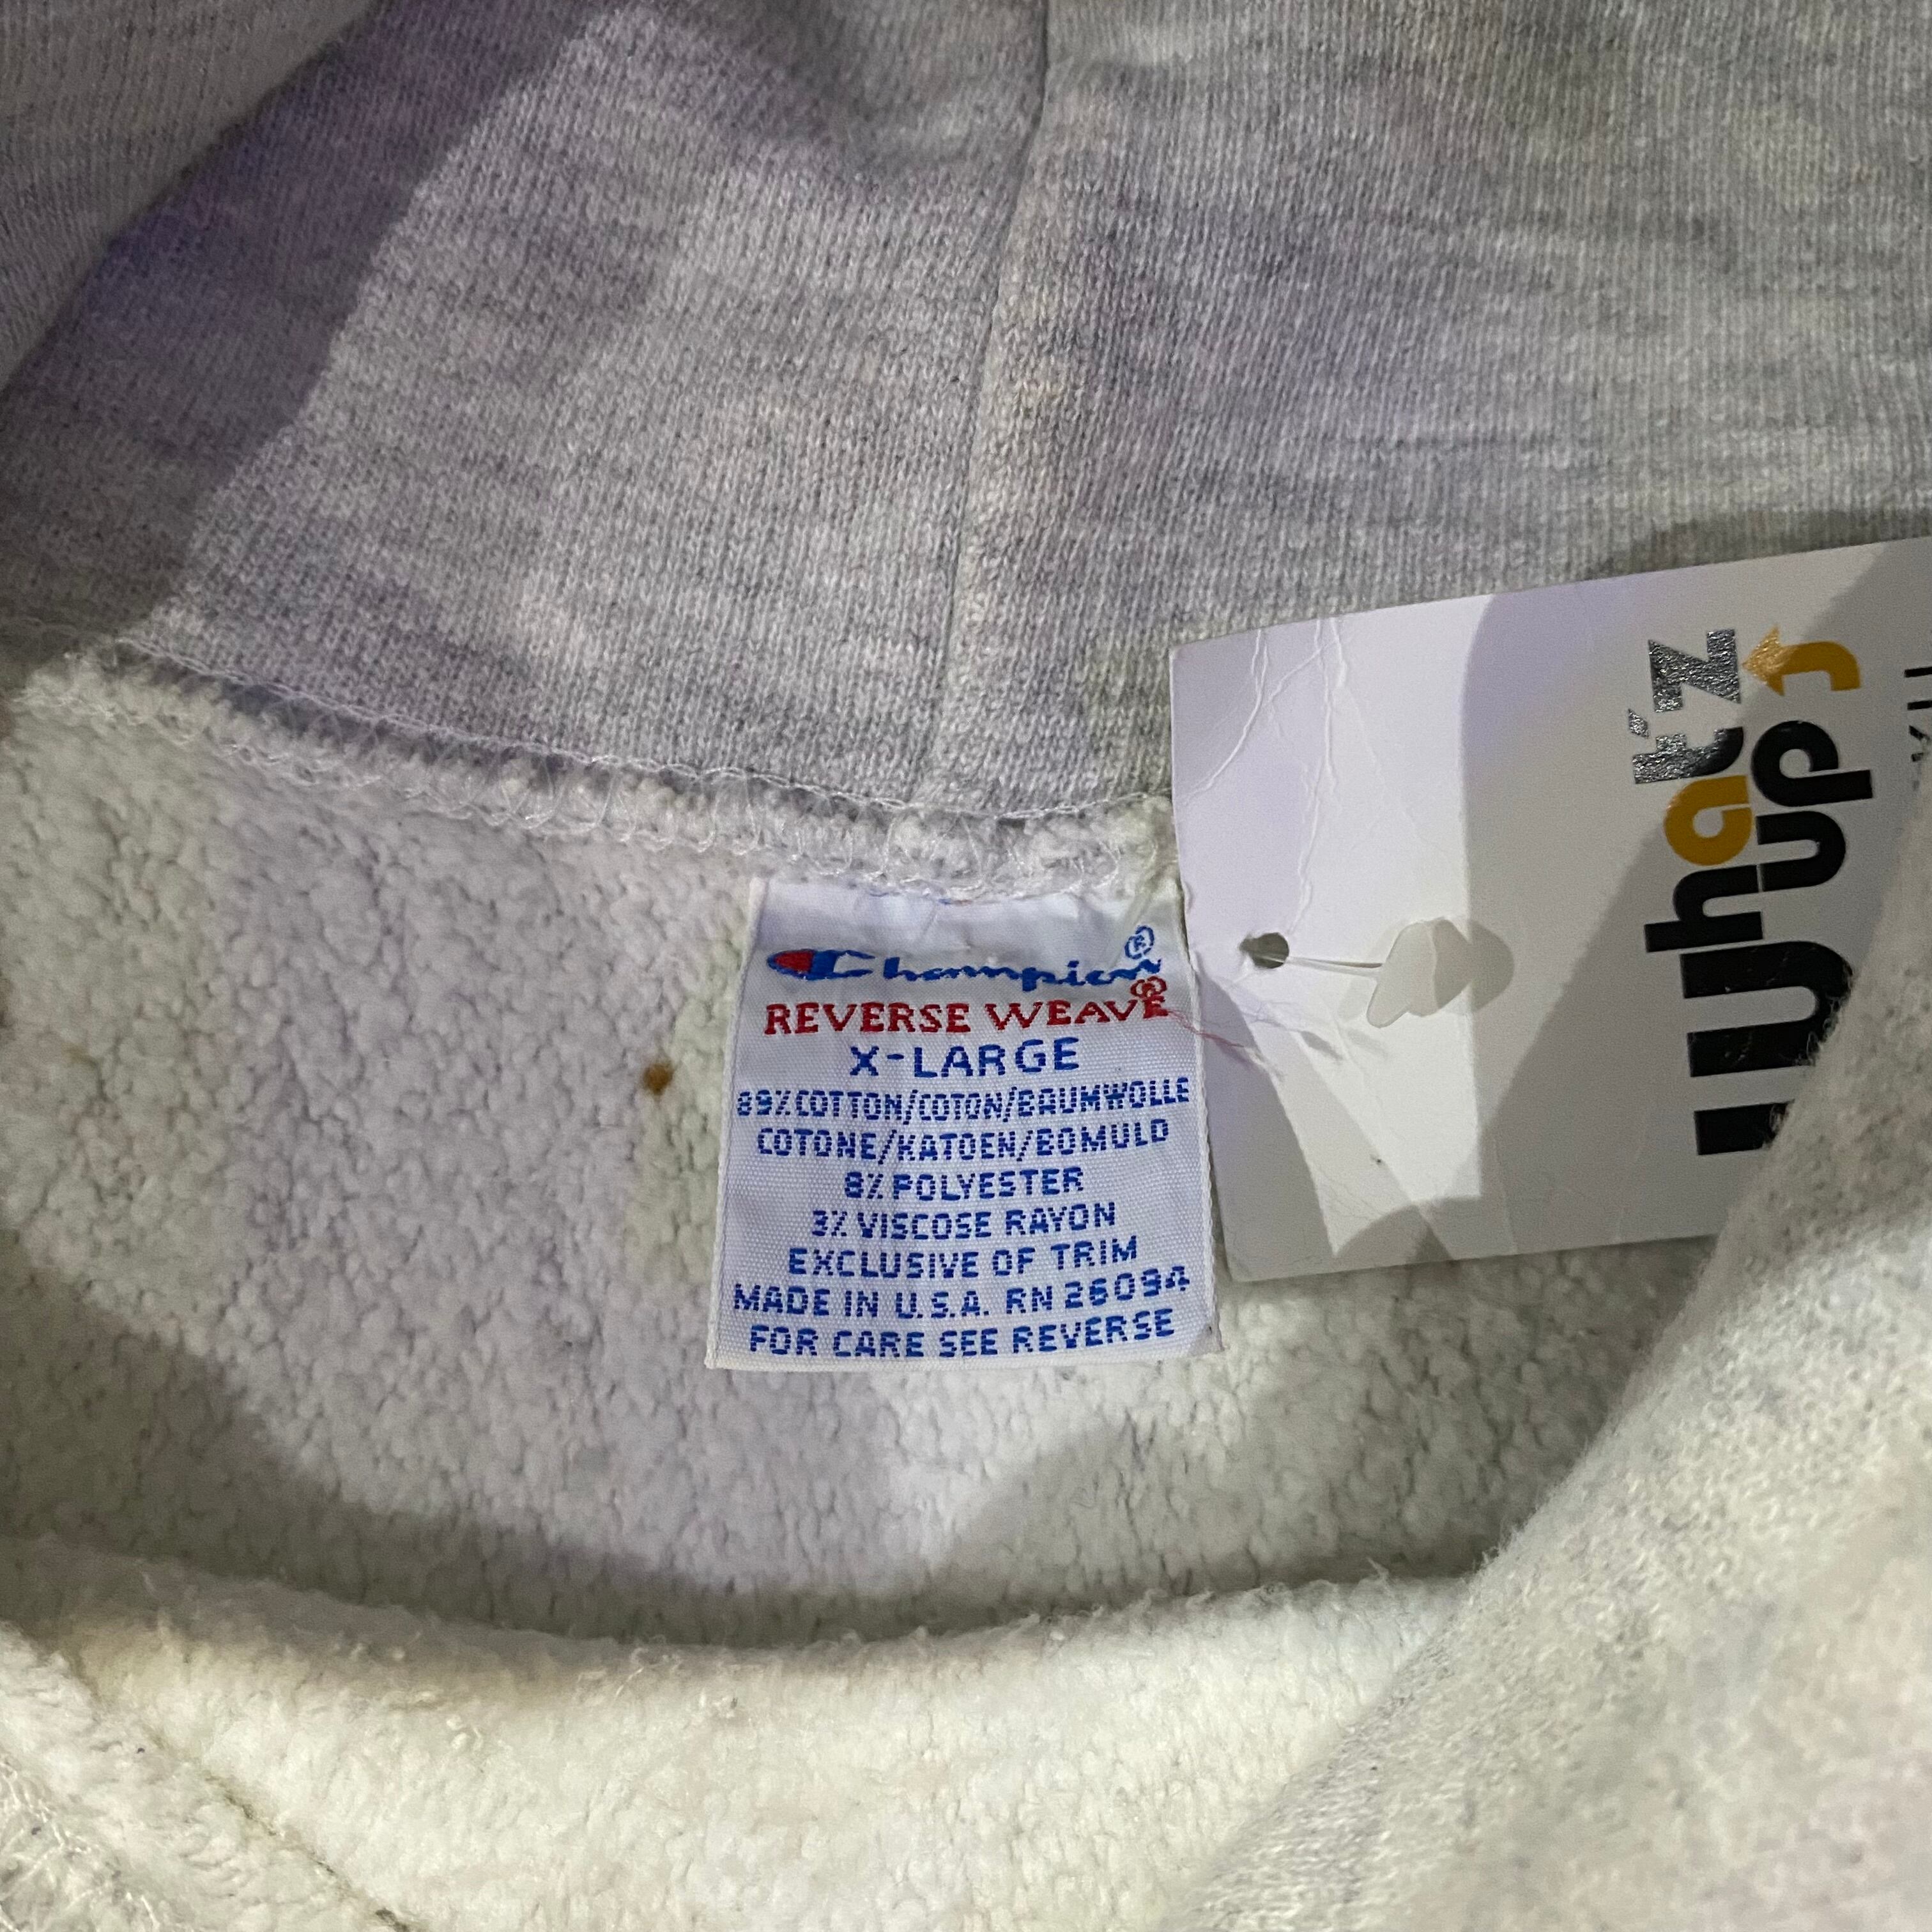 Champion®
REVERSE WEAVE®
X-LARGE
89% COTTON/COTON/BAUMWOLLE
COTONE/KATOEN/BOMULD
8% POLYESTER
3% VISCOSE RAYON
EXCLUSIVE OF TRIM
MADE IN U.S.A. RN 26094
FOR CARE SEE REVERSE
What'z
up